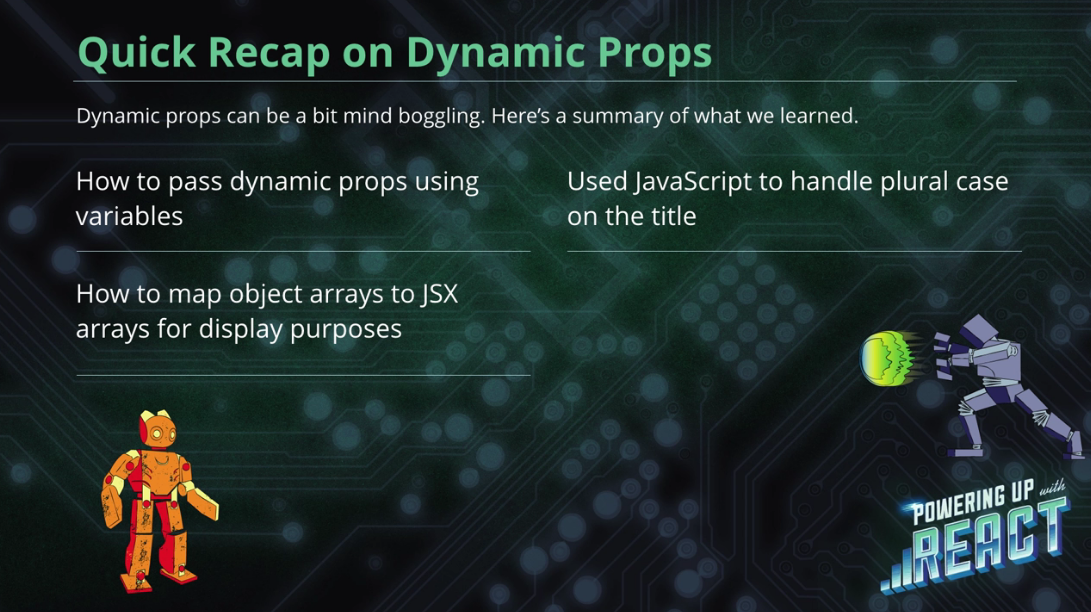 Quick Recap on Dynamic Props
Dynamic props can be a bit mind boggling. Here’s a summary of what we learned.
How to pass dynamic props using
variables
Used JavaScript to handle plural case
on the title
How to map object arrays to JSX
arrays for display purposes
POWERING UP with
REACT